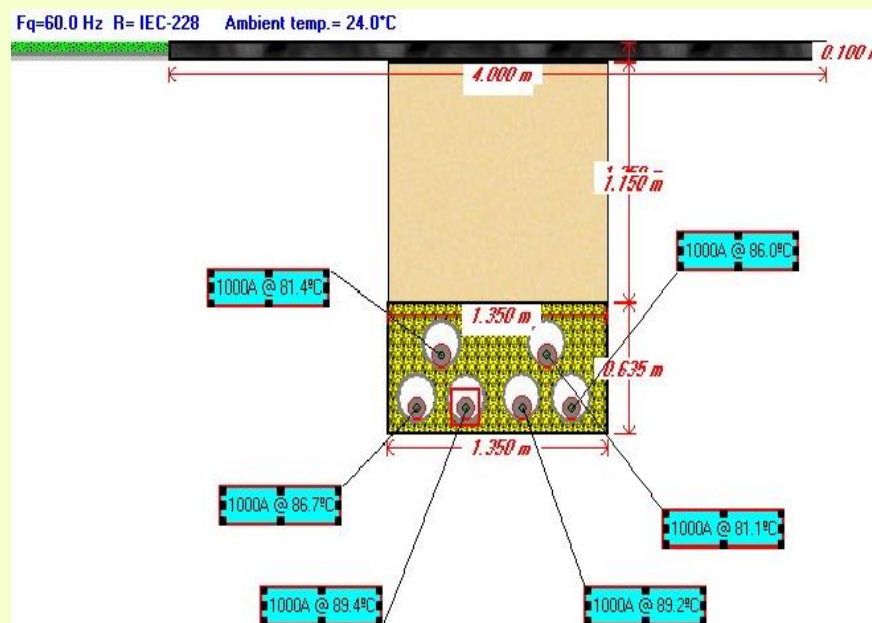 Fq=60.0 Hz R= IEC-228 Ambient temp.= 24.0°C
0.100
4.000 m
1.150 m
1000A @ 86.0ºC
1000A @ 81.4ºC
1.350 m
0.635 m
1.350 m
1000A @ 86.7ºC
1000A @ 81.1ºC
1000A @ 89.4ºC
1000A @ 89.2ºC